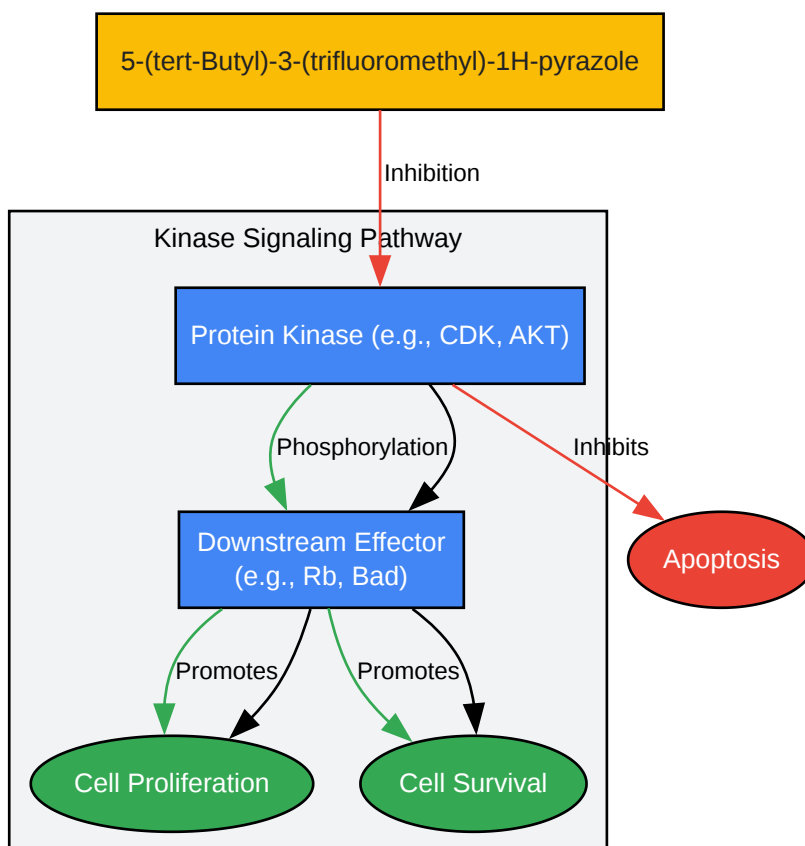 5-(tert-Butyl)-3-(trifluoromethyl)-1H-pyrazole
Inhibition
Kinase Signaling Pathway
Protein Kinase (e.g., CDK, AKT)
Phosphorylation
Inhibits
Downstream Effector
(e.g., Rb, Bad)
Apoptosis
Promotes
Promotes
Cell Proliferation
Cell Survival